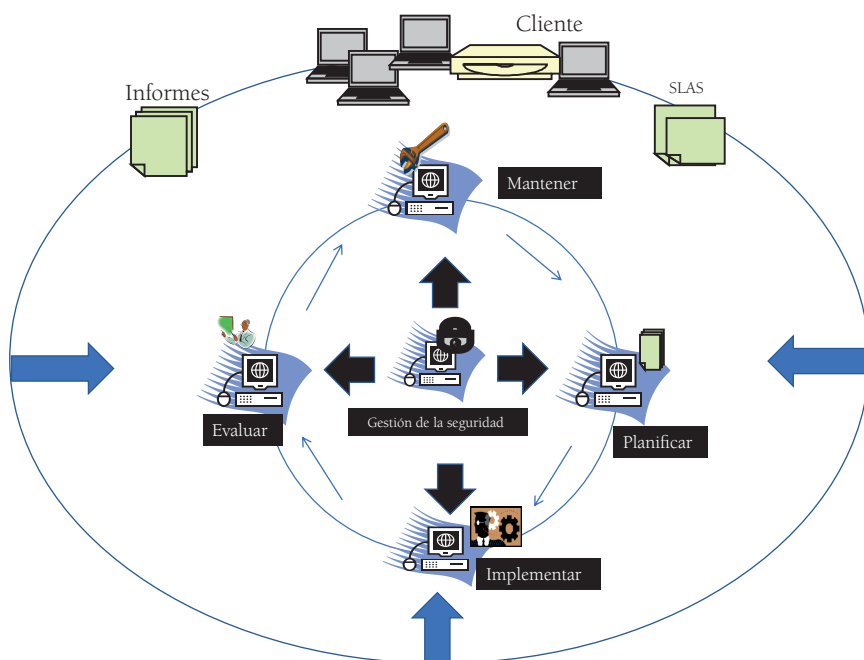 Cliente
Informes
SLAS
Mantener
Evaluar
Gestión de la seguridad
Planificar
Implementar